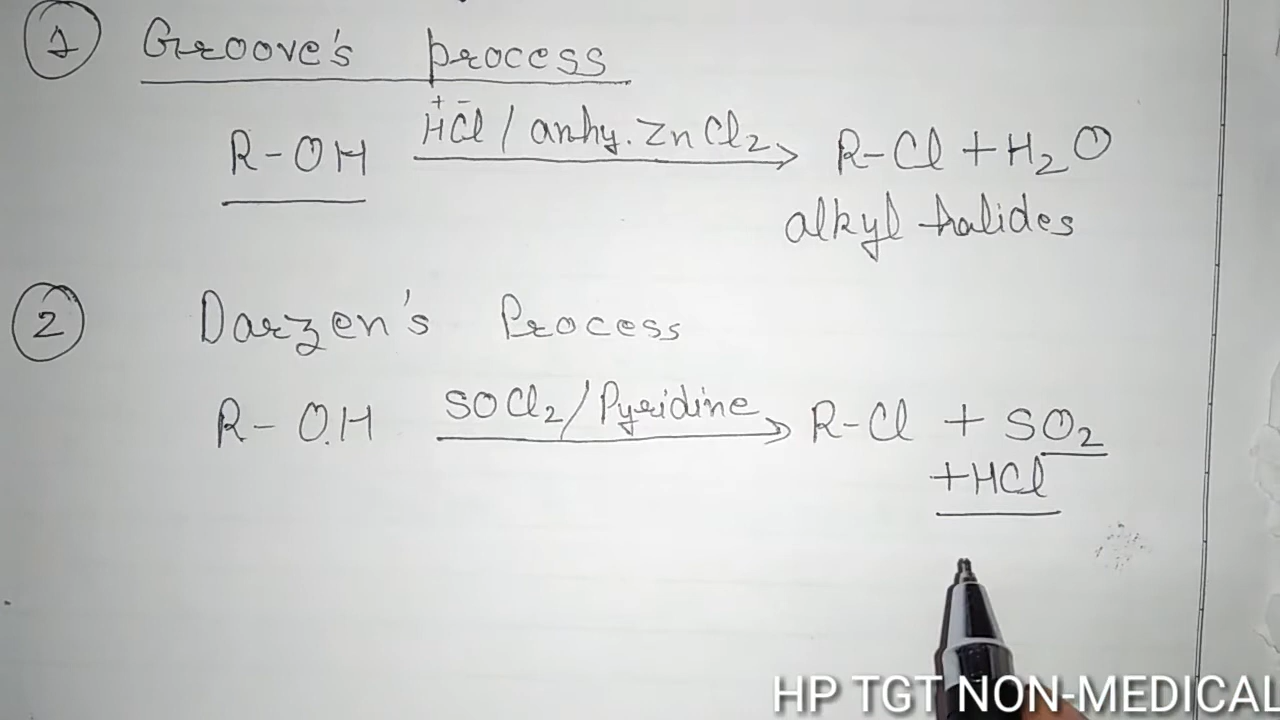 1 Groove's process
R-OH HCl / anhy. ZnCl2 R-Cl + H2O
+ -
alkyl halides
2 Darzen's Process
R-OH SOCl2/Pyridine R-Cl + SO2
+HCl
HP TGT NON-MEDICAL